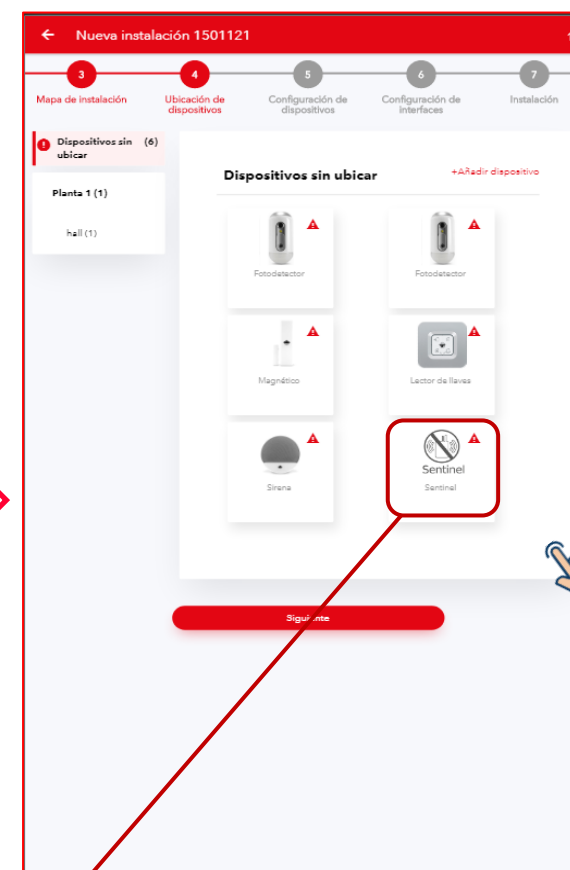 Nueva instalación 1501121
3
4
5
6
7
Mapa de instalación
Ubicación de
dispositivos
Configuración de
dispositivos
Configuración de
interfaces
Instalación
Dispositivos sin (6)
ubicar
Planta 1 (1)
hall (1)
Dispositivos sin ubicar
+Añadir dispositivo
Fotodetector
Fotodetector
Magnético
Lector de llaves
Sirena
Sentinel
Sentinel
Siguiente